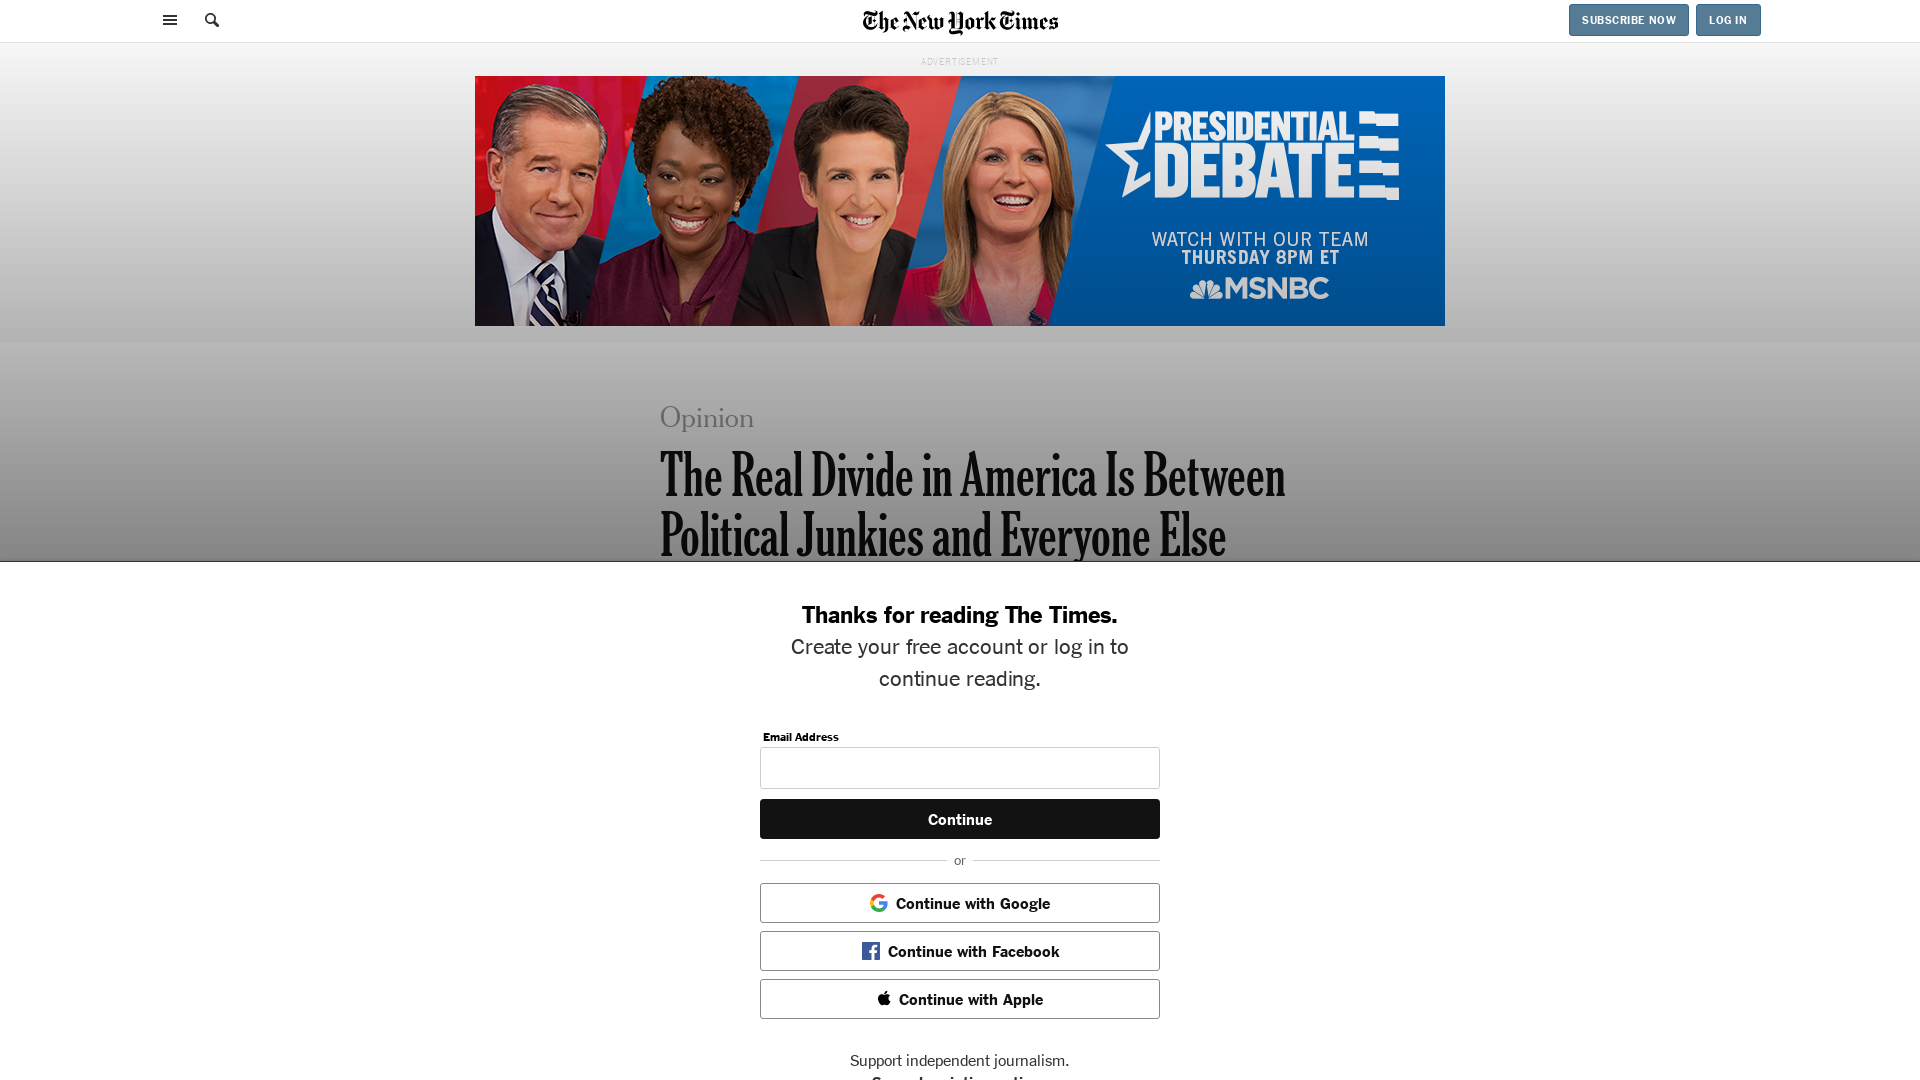 The New York Times
SUBSCRIBE NOW
LOG IN
ADVERTISEMENT
PRESIDENTIAL
DEBATE
WATCH WITH OUR TEAM
THURSDAY 8PM ET
MSNBC
Opinion
The Real Divide in America Is Between
Political Junkies and Everyone Else
Thanks for reading The Times.
Create your free account or log in to
continue reading.
Email Address
Continue
or
Continue with Google
Continue with Facebook
Continue with Apple
Support independent journalism.